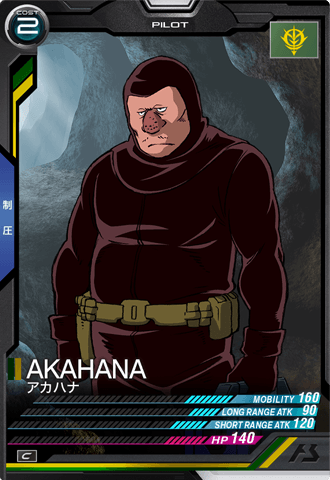 COST
2
PILOT
制圧
AKAHANA
アカハナ
MOBILITY 160
LONG RANGE ATK 90
SHORT RANGE ATK 120
HP 140
C